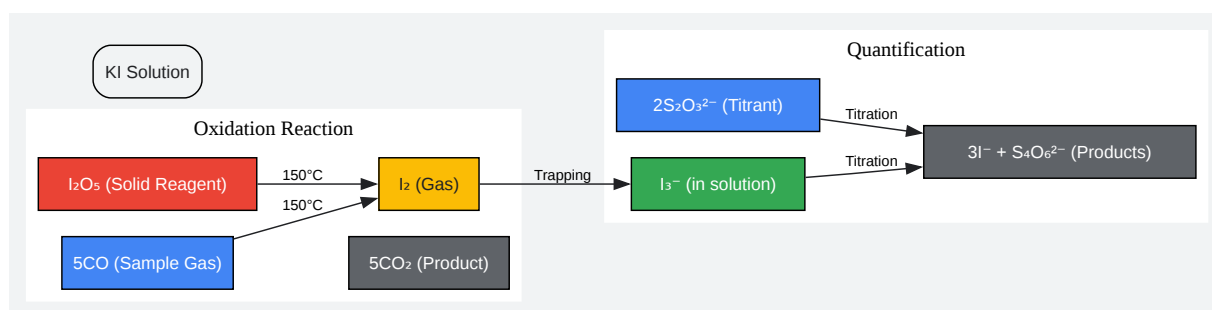 KI Solution
Oxidation Reaction
I₂O₅ (Solid Reagent)
150°C
I₂ (Gas)
150°C
5CO (Sample Gas)
5CO₂ (Product)
Trapping
Quantification
2S₂O₃²⁻ (Titrant)
Titration
I₃⁻ (in solution)
Titration
3I⁻ + S₄O₆²⁻ (Products)